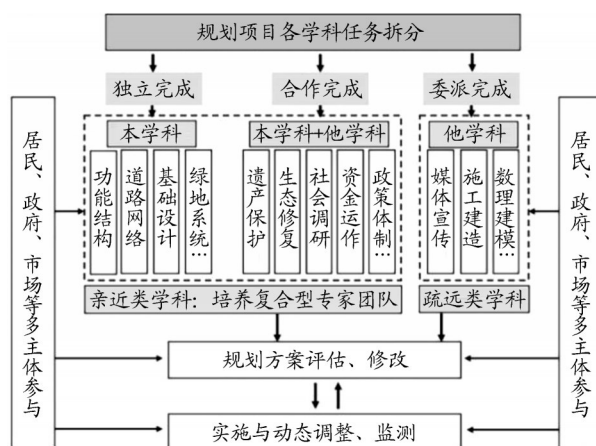 规划项目各学科任务拆分
独立完成
合作完成
委派完成
本学科
本学科+他学科
他学科
居民、政府、市场等多主体参与
功能结构
道路网络
基础设计
绿地系统…
遗产保护
生态修复
社会调研
资金运作
政策体制…
媒体宣传
施工建造
数理建模…
居民、政府、市场等多主体参与
亲近类学科：培养复合型专家团队
疏远类学科
规划方案评估、修改
实施与动态调整、监测